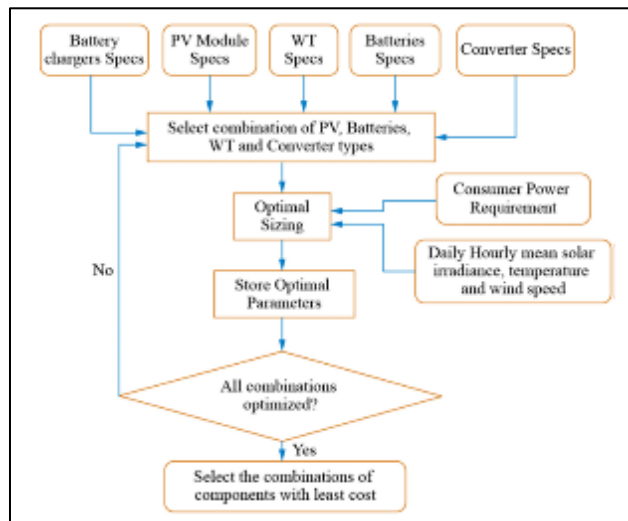 Battery
chargers Specs
PV Module
Specs
WT
Specs
Batteries
Specs
Converter Specs
Select combination of PV, Batteries,
WT and Converter types
Optimal
Sizing
Consumer Power
Requirement
Daily Hourly mean solar
irradiance, temperature
and wind speed
No
Store Optimal
Parameters
All combinations
optimized?
Yes
Select the combinations of
components with least cost